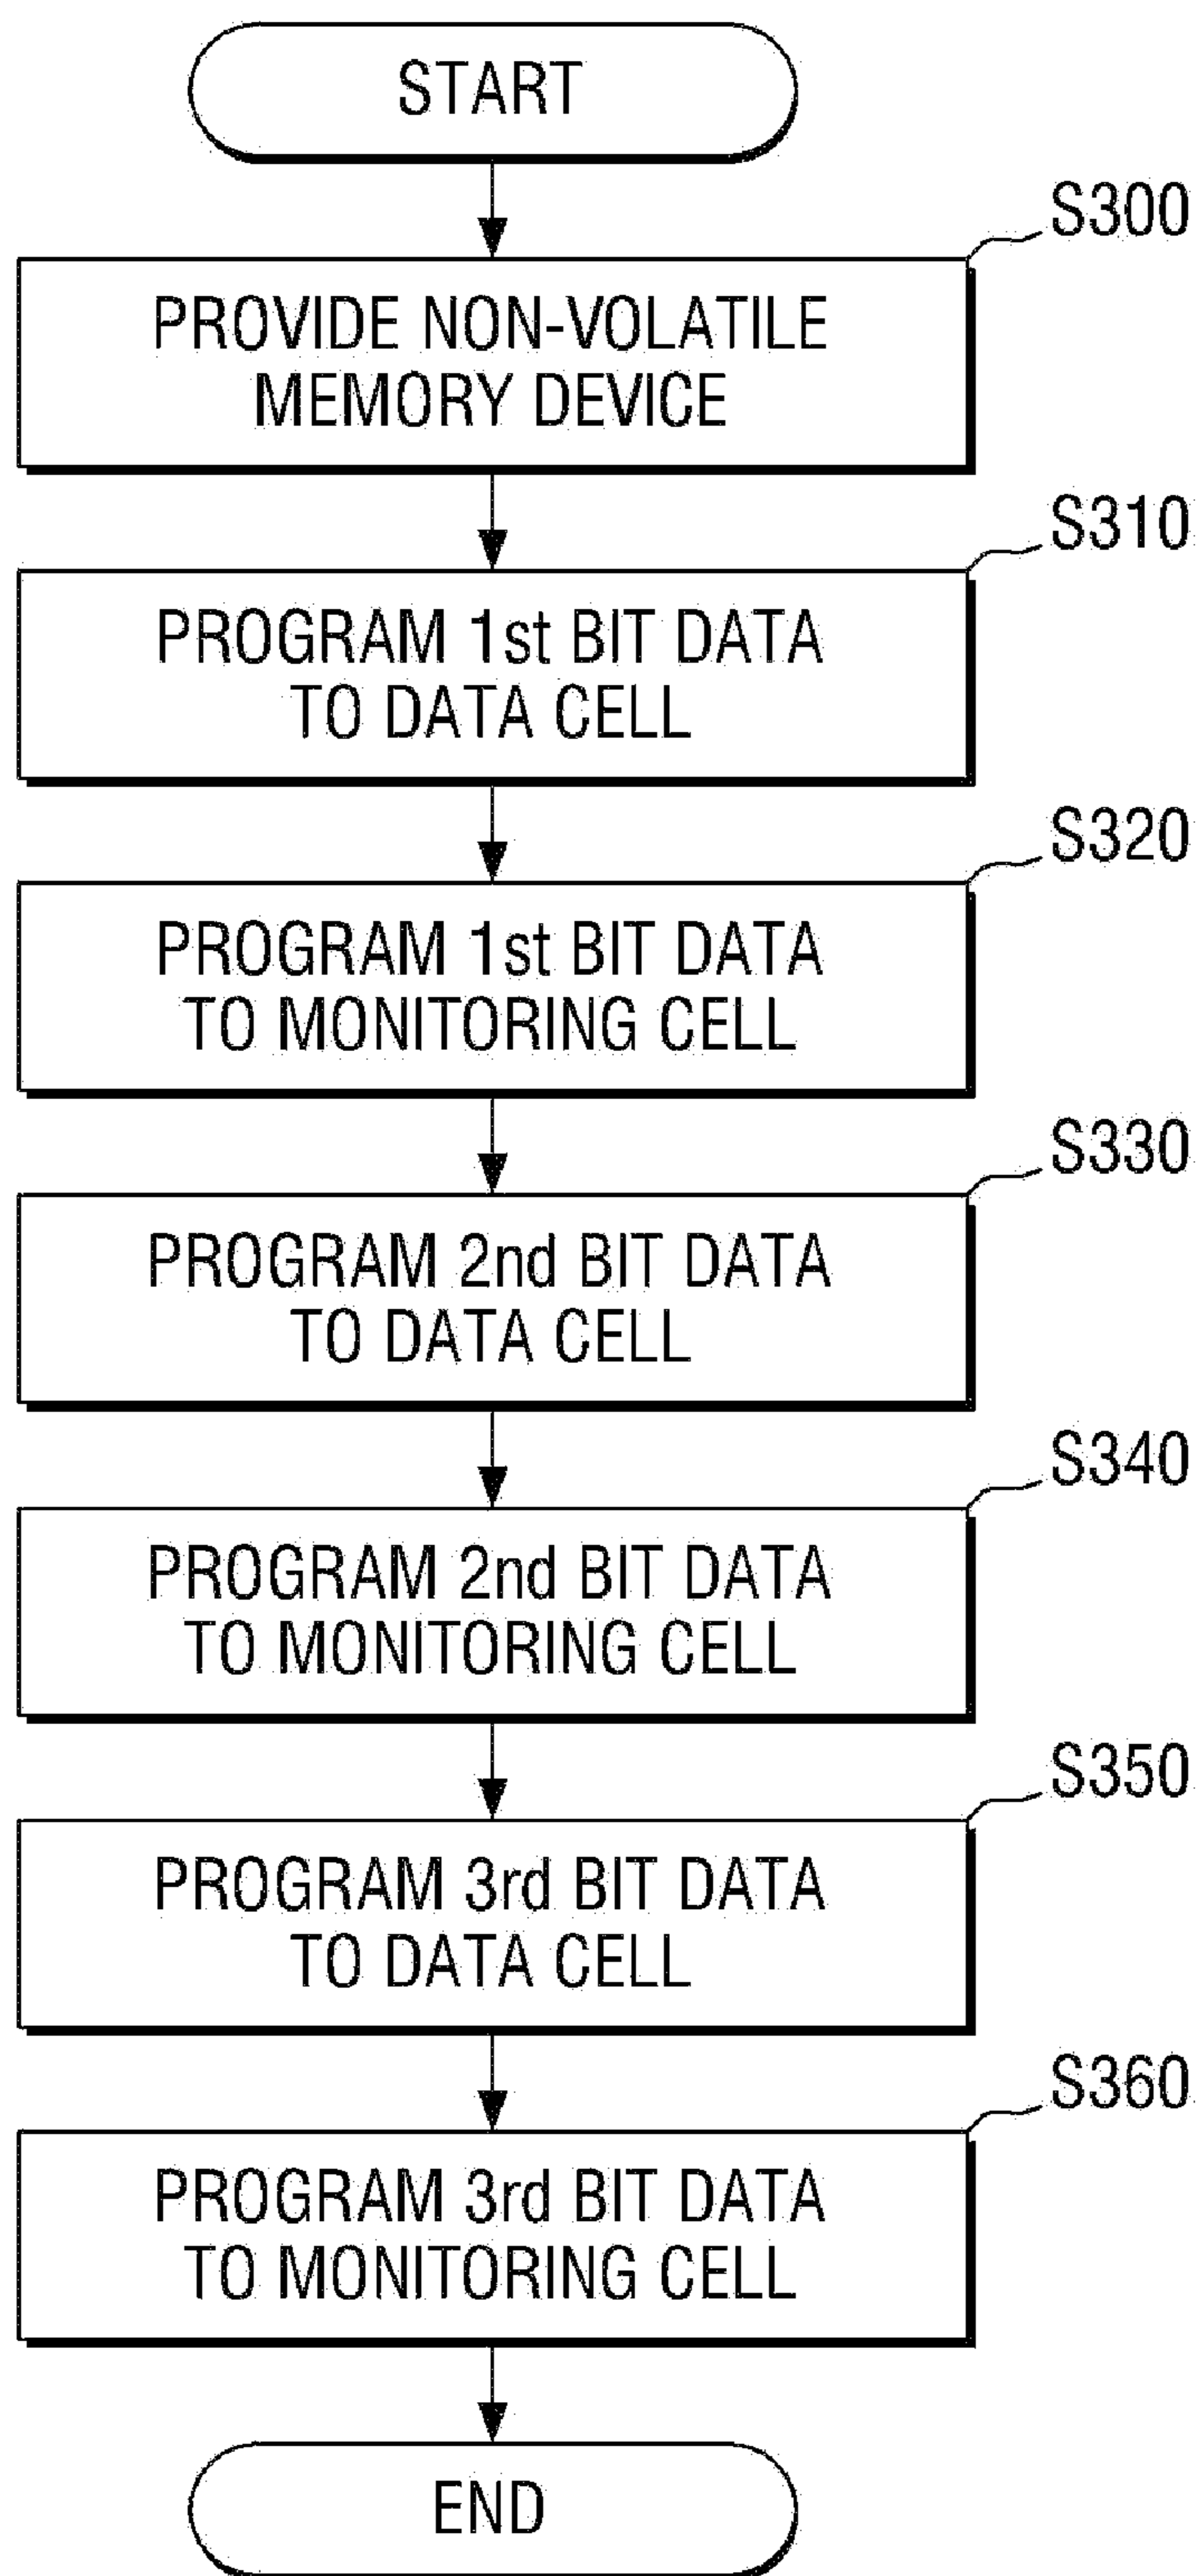 START
S300
PROVIDE NON-VOLATILE
MEMORY DEVICE
S310
PROGRAM 1st BIT DATA
TO DATA CELL
S320
PROGRAM 1st BIT DATA
TO MONITORING CELL
S330
PROGRAM 2nd BIT DATA
TO DATA CELL
S340
PROGRAM 2nd BIT DATA
TO MONITORING CELL
S350
PROGRAM 3rd BIT DATA
TO DATA CELL
S360
PROGRAM 3rd BIT DATA
TO MONITORING CELL
END